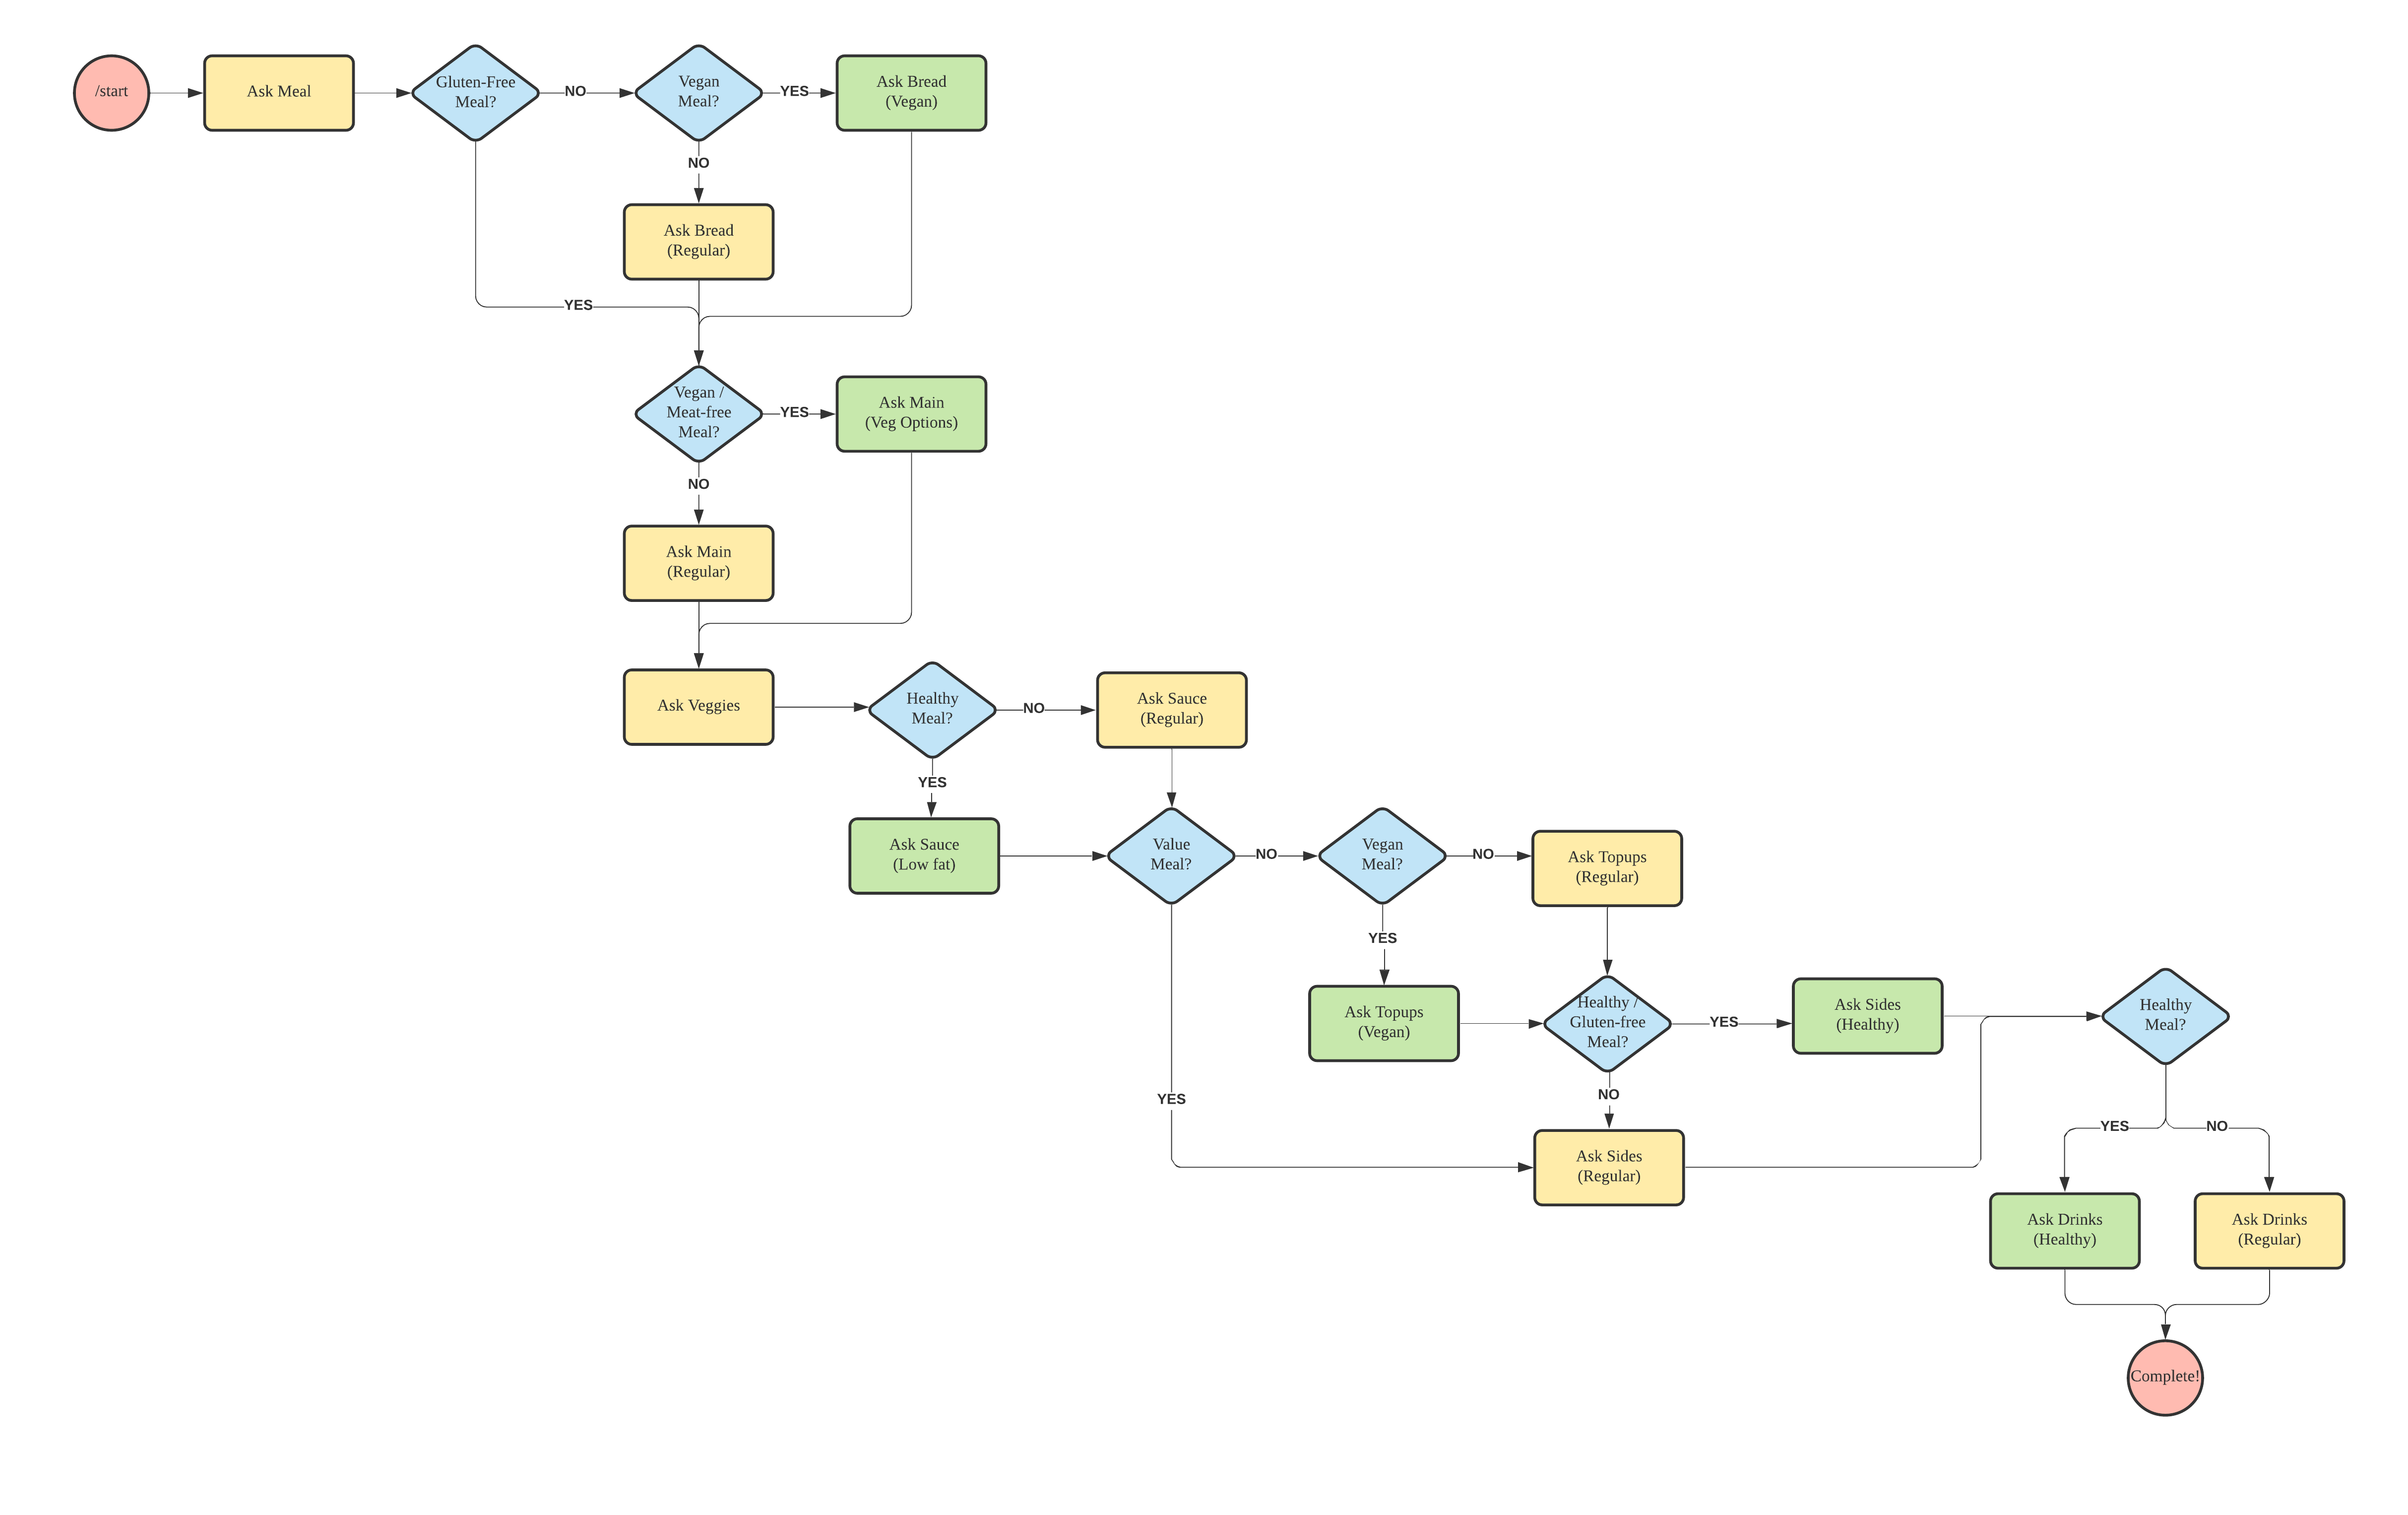 /start
Ask Meal
Gluten-Free
Meal?
NO
Vegan
Meal?
YES
Ask Bread
(Vegan)
NO
Ask Bread
(Regular)
YES
Vegan /
Meat-free
Meal?
YES
Ask Main
(Veg Options)
NO
Ask Main
(Regular)
Ask Veggies
Healthy
Meal?
NO
Ask Sauce
(Regular)
YES
Ask Sauce
(Low fat)
Value
Meal?
NO
Vegan
Meal?
NO
Ask Topups
(Regular)
YES
Ask Topups
(Vegan)
Healthy /
Gluten-free
Meal?
YES
Ask Sides
(Healthy)
Healthy
Meal?
YES
NO
Ask Sides
(Regular)
YES
NO
Ask Drinks
(Healthy)
Ask Drinks
(Regular)
Complete!